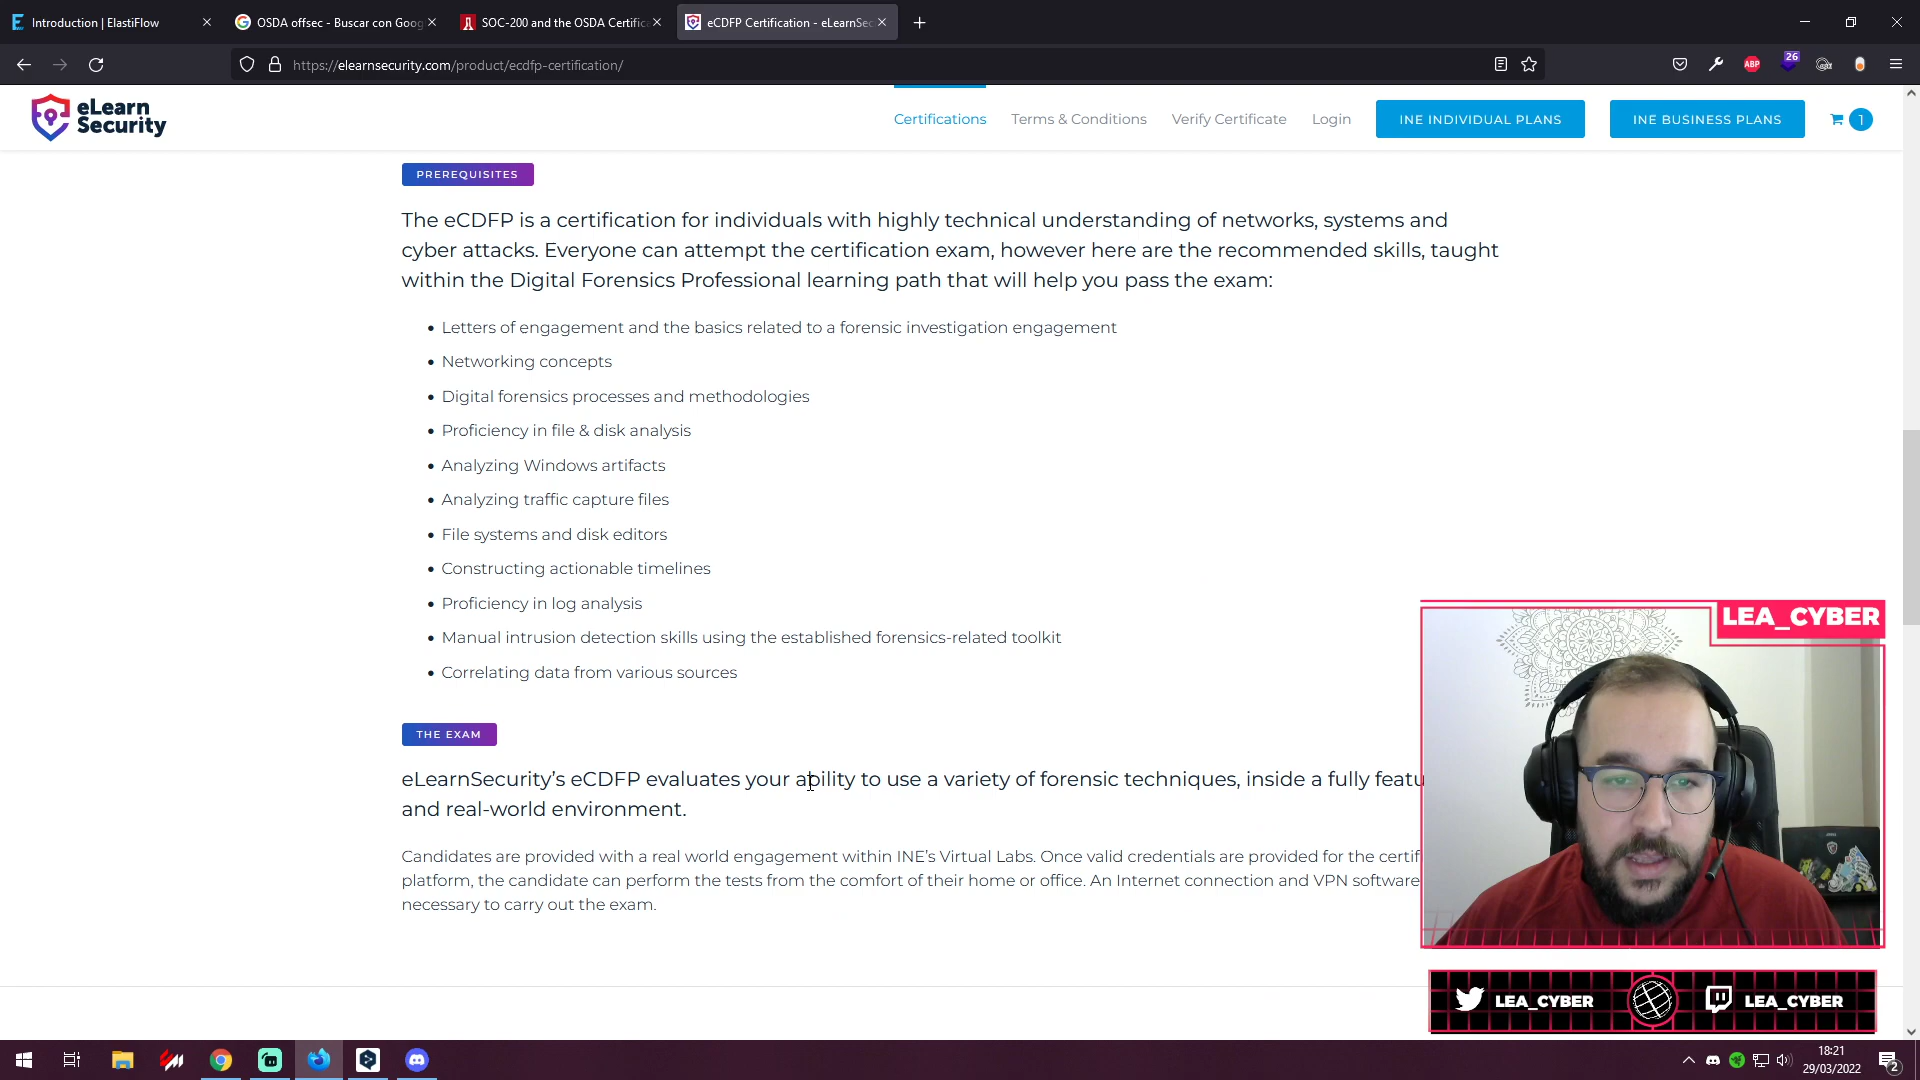 Introduction | ElastiFlow
OSDA offsec - Buscar con Goog
SOC-200 and the OSDA Certific
eCDFP Certification - eLearnSec
https://elearnsecurity.com/product/ecdfp-certification/
ABP
26
eLearn
Security
Certifications
Terms & Conditions
Verify Certificate
Login
INE INDIVIDUAL PLANS
INE BUSINESS PLANS
1
PREREQUISITES
The eCDFP is a certification for individuals with highly technical understanding of networks, systems and
cyber attacks. Everyone can attempt the certification exam, however here are the recommended skills, taught
within the Digital Forensics Professional learning path that will help you pass the exam:
• Letters of engagement and the basics related to a forensic investigation engagement
• Networking concepts
• Digital forensics processes and methodologies
• Proficiency in file & disk analysis
• Analyzing Windows artifacts
• Analyzing traffic capture files
• File systems and disk editors
• Constructing actionable timelines
• Proficiency in log analysis
• Manual intrusion detection skills using the established forensics-related toolkit
• Correlating data from various sources
THE EXAM
eLearnSecurity’s eCDFP evaluates your ability to use a variety of forensic techniques, inside a fully featu
and real-world environment.
Candidates are provided with a real world engagement within INE’s Virtual Labs. Once valid credentials are provided for the certif
platform, the candidate can perform the tests from the comfort of their home or office. An Internet connection and VPN software
necessary to carry out the exam.
LEA_CYBER
LEA_CYBER
LEA_CYBER
18:21
29/03/2022
2